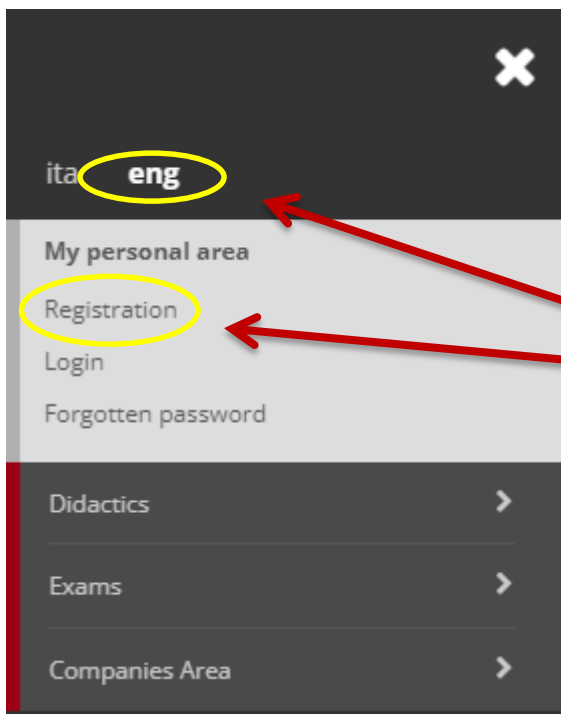 ita eng
My personal area
Registration
Login
Forgotten password
Didactics
Exams
Companies Area